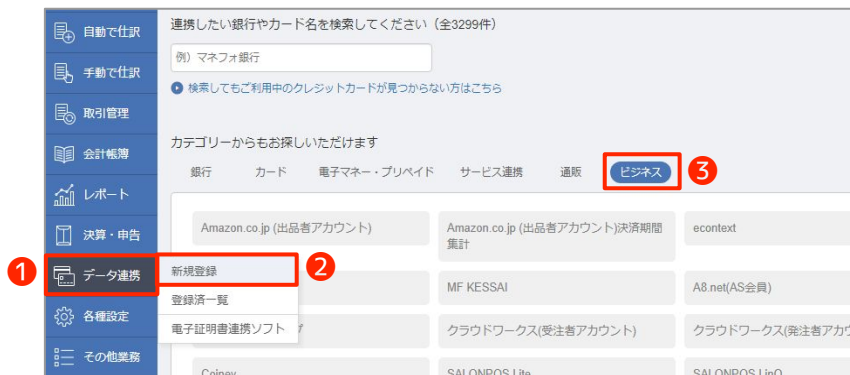 自動で仕訳
手動で仕訳
取引管理
会計帳簿
レポート
決算・申告
1
データ連携
各種設定
その他業務
連携したい銀行やカード名を検索してください（全3299件）
例）マネフォ銀行
検索してもご利用中のクレジットカードが見つからない方はこちら
カテゴリーからもお探しいただけます
銀行 カード 電子マネー・プリペイド サービス連携 通販 ビジネス 3
Amazon.co.jp (出品者アカウント)
Amazon.co.jp (出品者アカウント)決済期間
集計
econtext
新規登録 2
登録済一覧
電子証明書連携ソフト
MF KESSAI
A8.net(AS会員)
クラウドワークス(受注者アカウント)
クラウドワークス(発注者アカウ
Coiney
SALONPOS Lite
SALONPOS LinQ